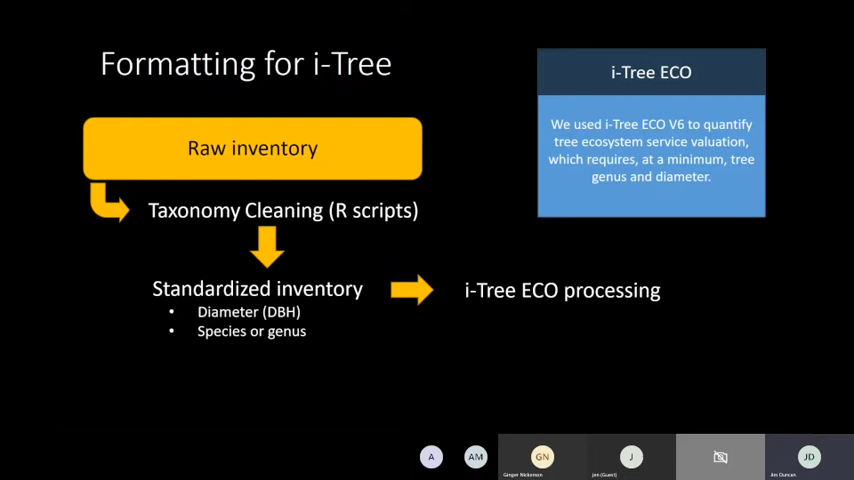 Formatting for i-Tree
i-Tree ECO
We used i-Tree ECO V6 to quantify
tree ecosystem service valuation,
which requires, at a minimum, tree
genus and diameter.
Raw inventory
Taxonomy Cleaning (R scripts)
Standardized inventory
• Diameter (DBH)
• Species or genus
i-Tree ECO processing
A
AM
GN
J
JD
Ginger Nickerson
Jen (Guest)
Jim Duncan